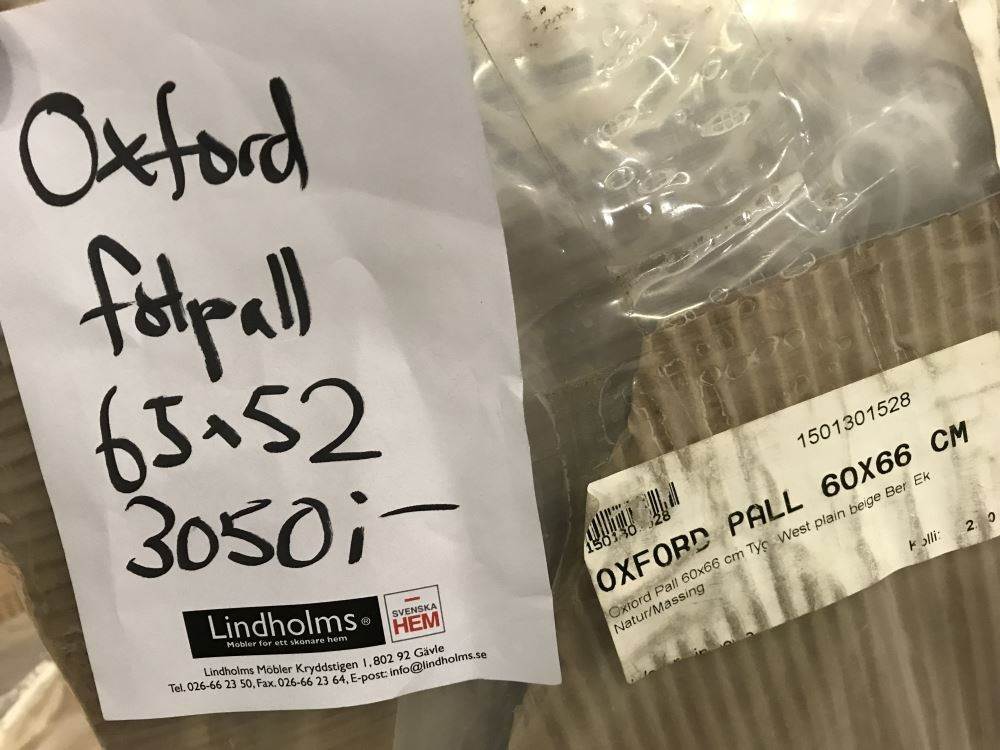 Oxford
fotpall
65x52
3050:-
Lindholms®
Möbler för ett skönare hem
SVENSKA
HEM
Lindholms Möbler Kryddstigen 1, 802 92 Gävle
Tel. 026-66 23 50, Fax. 026-66 23 64, E-post: info@lindholms.se
1501301528
OXFORD PALL 60X66 CM
Oxford Pall 60x66 cm Tyg West plain beige Ben Ek
Natur/Massing
Kolli: